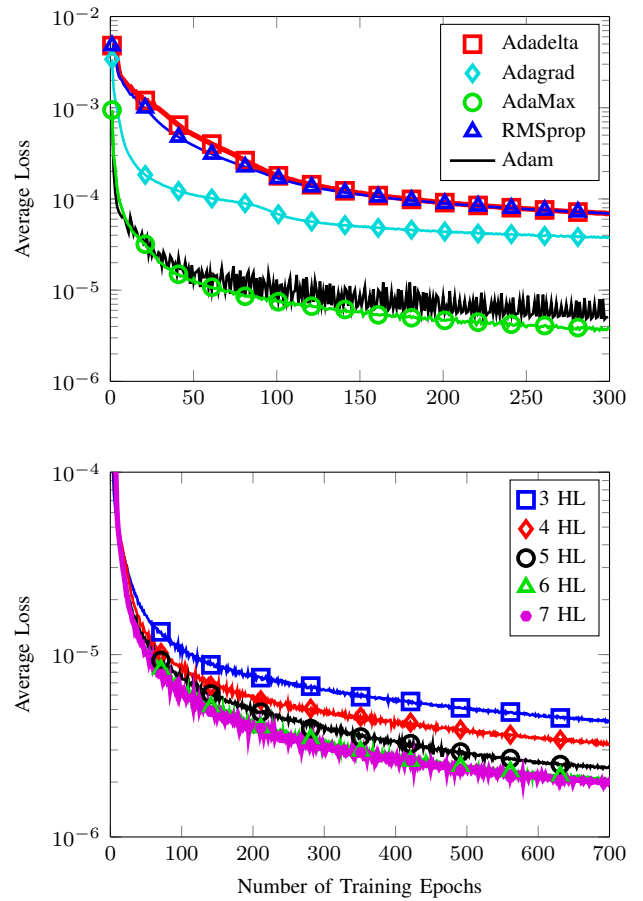 10−2
10−3
10−4
10−5
10−6
Average Loss
0 50 100 150 200 250 300
Adadelta
Adagrad
AdaMax
RMSprop
Adam
10−4
10−5
10−6
Average Loss
0 100 200 300 400 500 600 700
Number of Training Epochs
3 HL
4 HL
5 HL
6 HL
7 HL